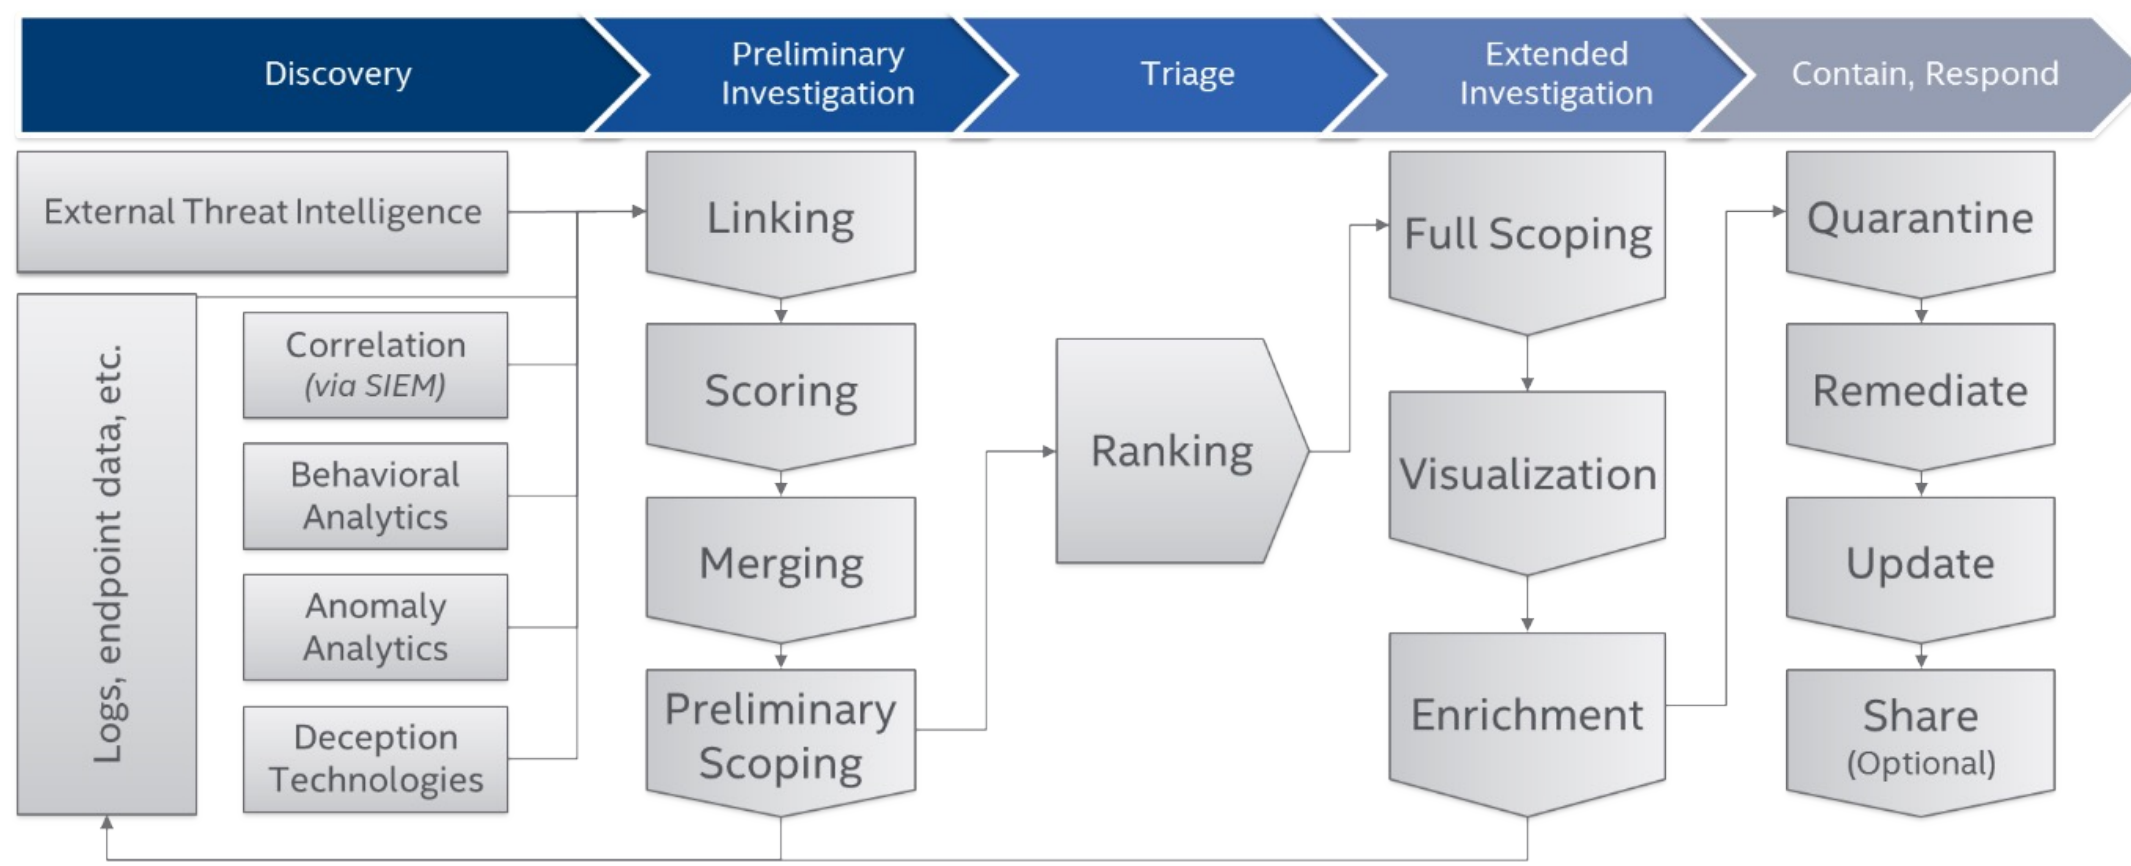 Discovery
Preliminary
Investigation
Triage
Extended
Investigation
Contain, Respond
External Threat Intelligence
Logs, endpoint data, etc.
Correlation
(via SIEM)
Behavioral
Analytics
Anomaly
Analytics
Deception
Technologies
Linking
Scoring
Merging
Preliminary
Scoping
Ranking
Full Scoping
Visualization
Enrichment
Quarantine
Remediate
Update
Share
(Optional)